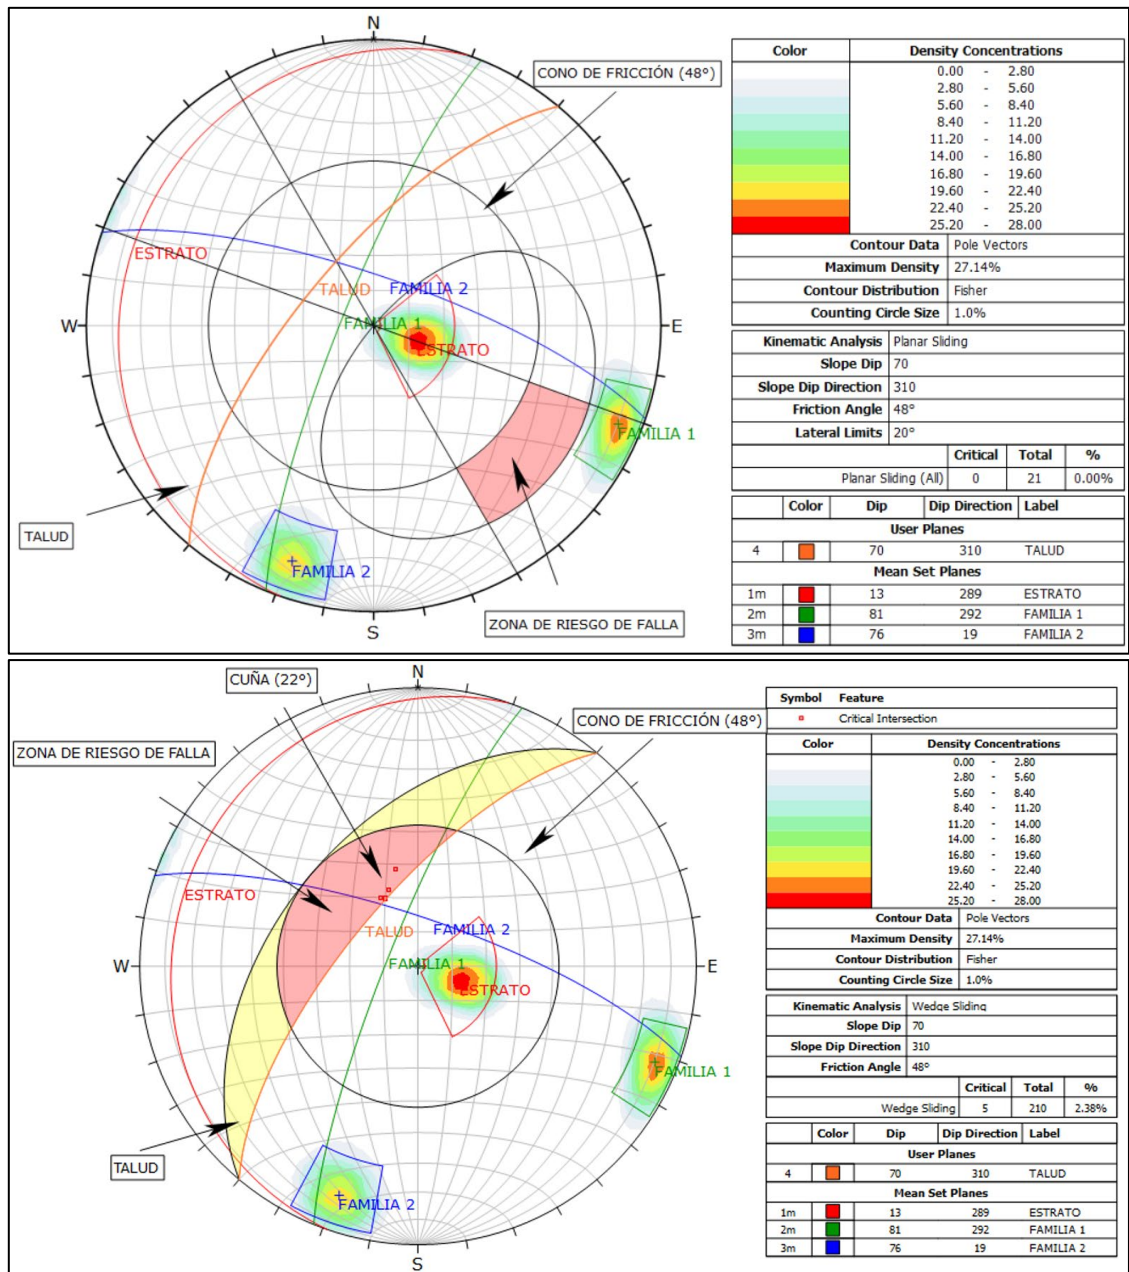 N
CONO DE FRICCIÓN (48°)
ESTRATO
TALUD
FAMILIA 2
W
FAMILIA 1
E
ESTRATO
FAMILIA 1
TALUD
FAMILIA 2
ZONA DE RIESGO DE FALLA
S
Color Density Concentrations
0.00 - 2.80
2.80 - 5.60
5.60 - 8.40
8.40 - 11.20
11.20 - 14.00
14.00 - 16.80
16.80 - 19.60
19.60 - 22.40
22.40 - 25.20
25.20 - 28.00
Contour Data Pole Vectors
Maximum Density 27.14%
Contour Distribution Fisher
Counting Circle Size 1.0%
Kinematic Analysis Planar Sliding
Slope Dip 70
Slope Dip Direction 310
Friction Angle 48°
Lateral Limits 20°
Critical Total %
Planar Sliding (All) 0 21 0.00%
Color Dip Dip Direction Label
User Planes
4 70 310 TALUD
Mean Set Planes
1m 13 289 ESTRATO
2m 81 292 FAMILIA 1
3m 76 19 FAMILIA 2
CUÑA (22°)
N
CONO DE FRICCIÓN (48°)
ZONA DE RIESGO DE FALLA
ESTRATO
TALUD
FAMILIA 2
W
FAMILIA 1
E
ESTRATO
FAMILIA 1
TALUD
FAMILIA 2
S
Symbol Feature
Critical Intersection
Color Density Concentrations
0.00 - 2.80
2.80 - 5.60
5.60 - 8.40
8.40 - 11.20
11.20 - 14.00
14.00 - 16.80
16.80 - 19.60
19.60 - 22.40
22.40 - 25.20
25.20 - 28.00
Contour Data Pole Vectors
Maximum Density 27.14%
Contour Distribution Fisher
Counting Circle Size 1.0%
Kinematic Analysis Wedge Sliding
Slope Dip 70
Slope Dip Direction 310
Friction Angle 48°
Critical Total %
Wedge Sliding 5 210 2.38%
Color Dip Dip Direction Label
User Planes
4 70 310 TALUD
Mean Set Planes
1m 13 289 ESTRATO
2m 81 292 FAMILIA 1
3m 76 19 FAMILIA 2